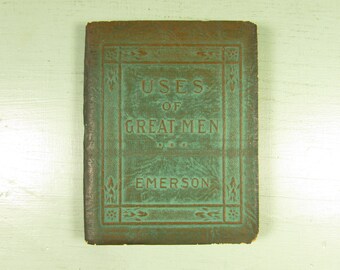 USES
OF
GREAT MEN
EMERSON